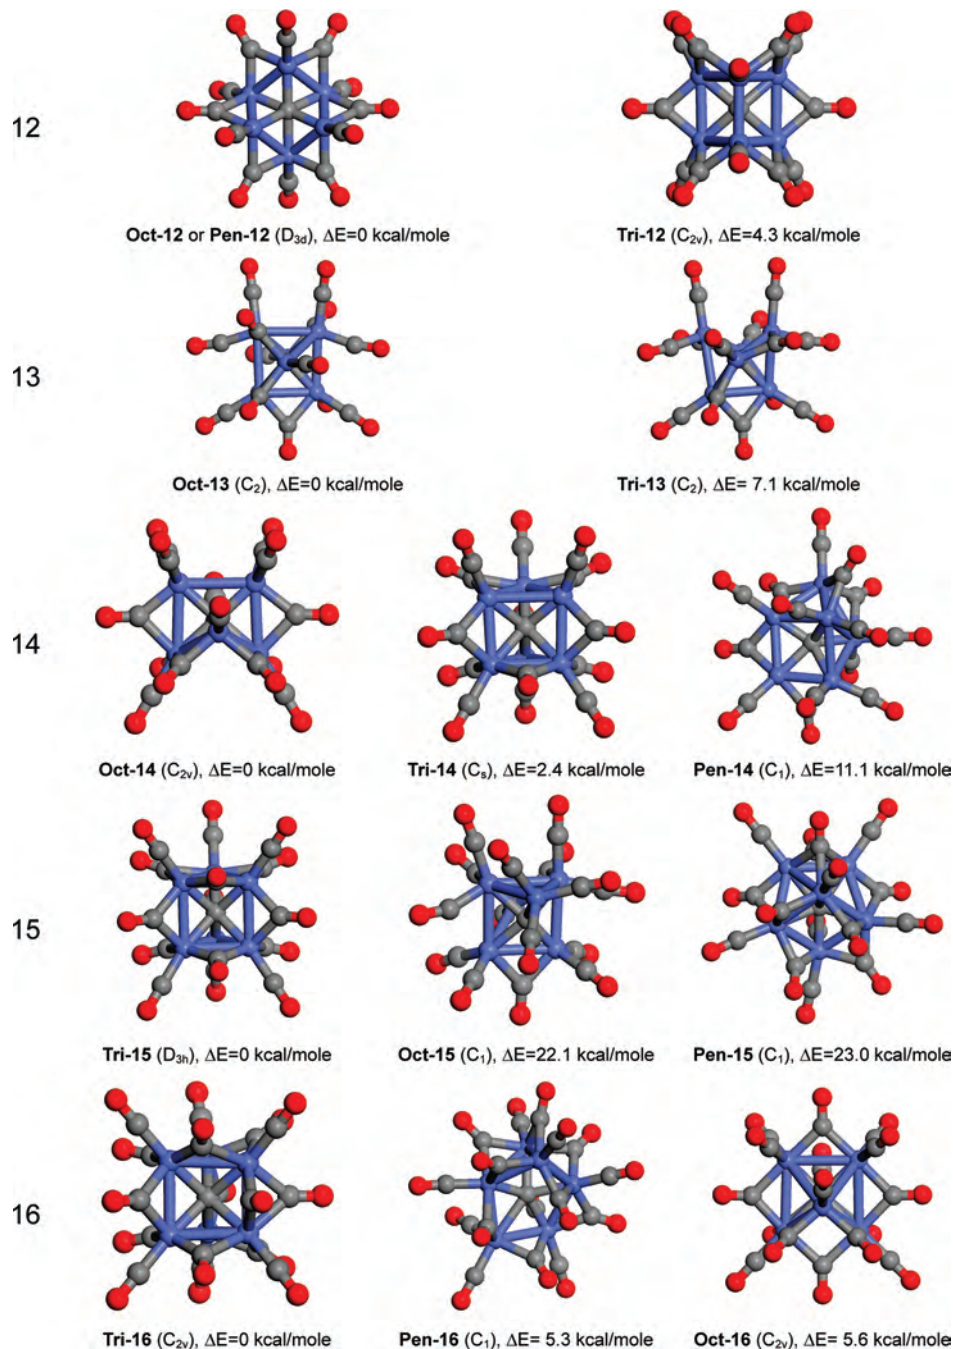 12
Oct-12 or Pen-12 (D3d), ΔE=0 kcal/mole
Tri-12 (C2v), ΔE=4.3 kcal/mole
13
Oct-13 (C2), ΔE=0 kcal/mole
Tri-13 (C2), ΔE= 7.1 kcal/mole
14
Oct-14 (C2v), ΔE=0 kcal/mole
Tri-14 (Cs), ΔE=2.4 kcal/mole
Pen-14 (C1), ΔE=11.1 kcal/mole
15
Tri-15 (D3h), ΔE=0 kcal/mole
Oct-15 (C1), ΔE=22.1 kcal/mole
Pen-15 (C1), ΔE=23.0 kcal/mole
16
Tri-16 (C2v), ΔE=0 kcal/mole
Pen-16 (C1), ΔE= 5.3 kcal/mole
Oct-16 (C2v), ΔE= 5.6 kcal/mole